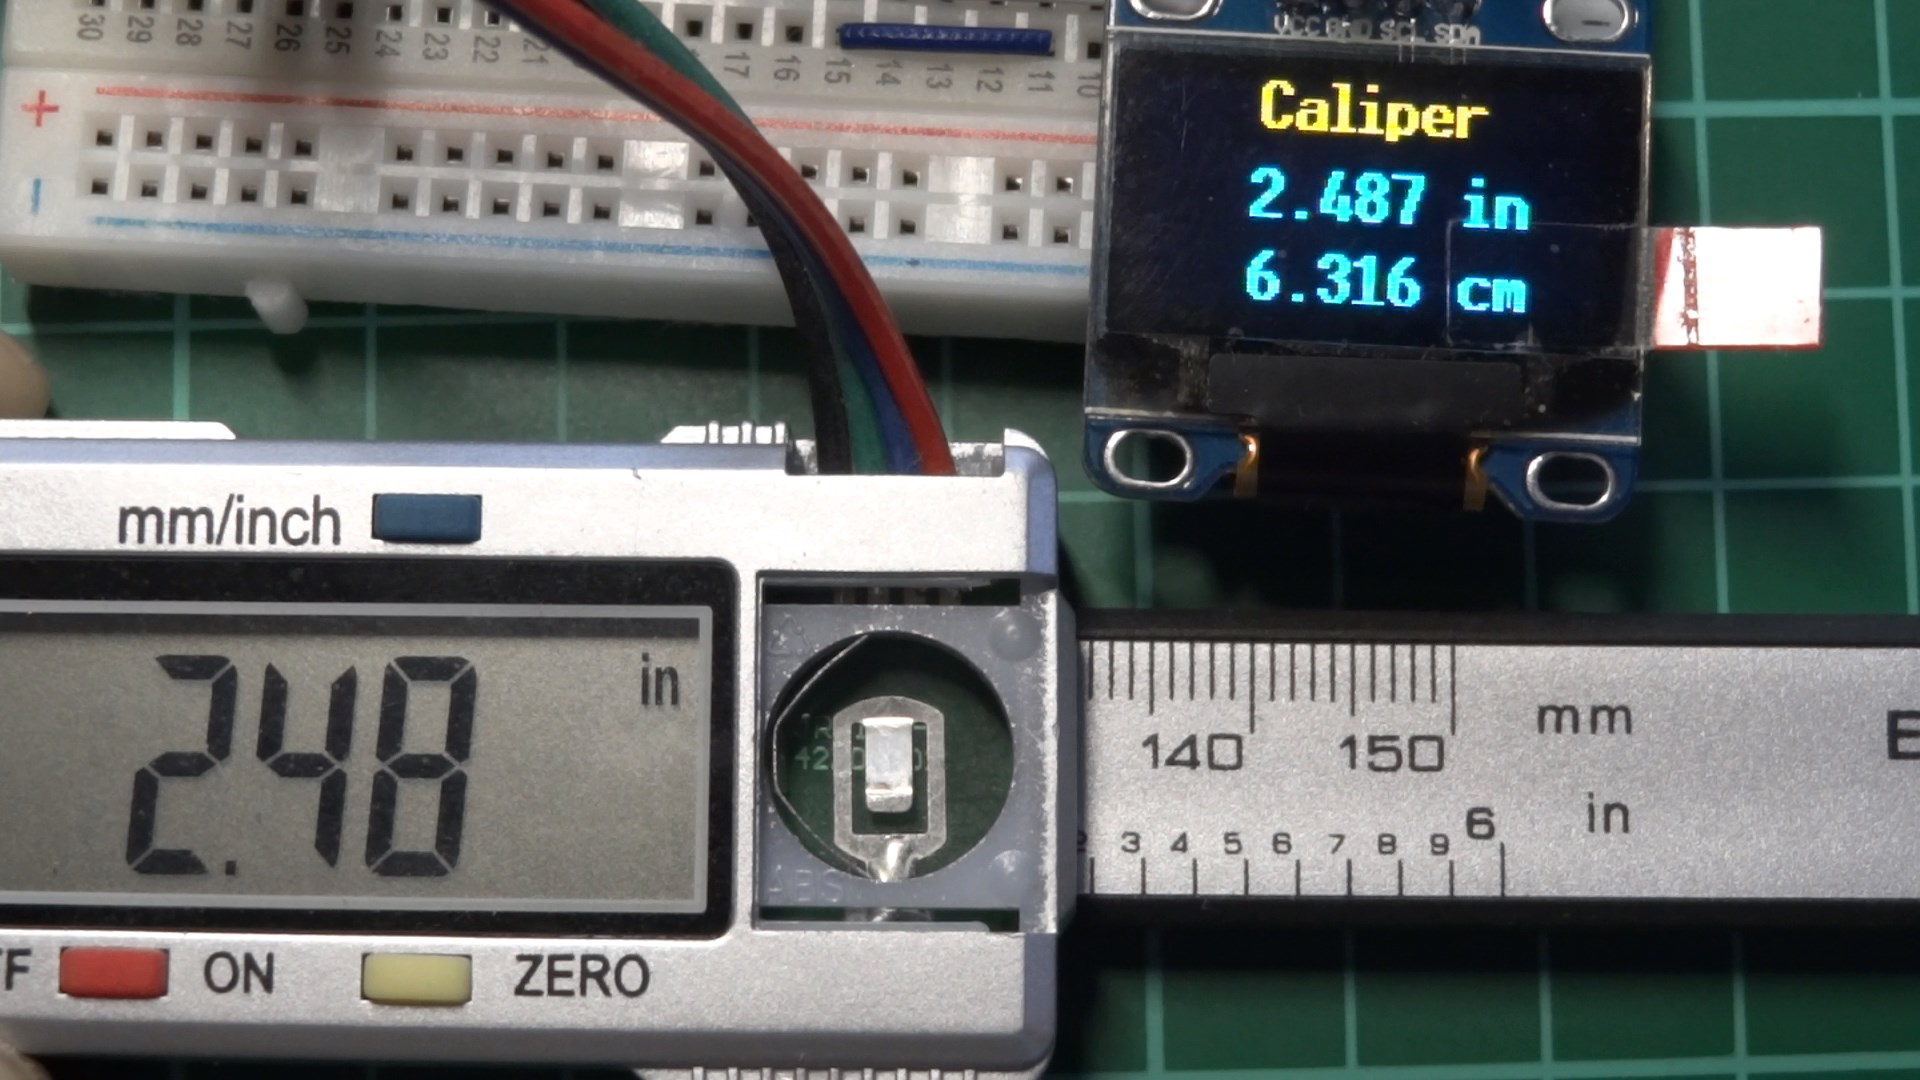 30 29 28 27 26 25 24 23 22 21 17 16 15 14 13 12 11 10
+
-
VCC GND SCL SDA
Caliper
2.487 in
6.316 cm
mm/inch
2.48 in
ON
ZERO
140 150 mm
3 4 5 6 7 8 9 6 in